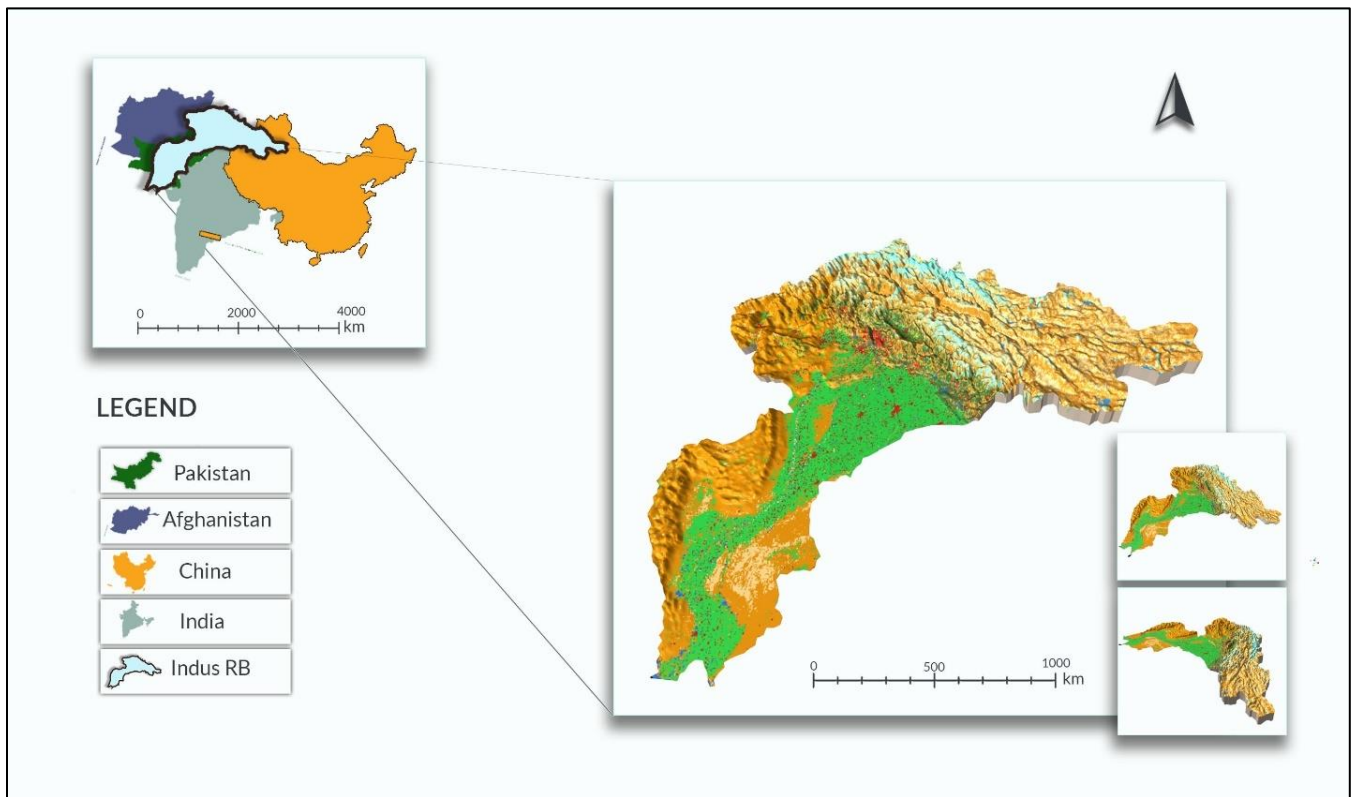 0 2000 4000
km
LEGEND
Pakistan
Afghanistan
China
India
Indus RB
0 500 1000
km